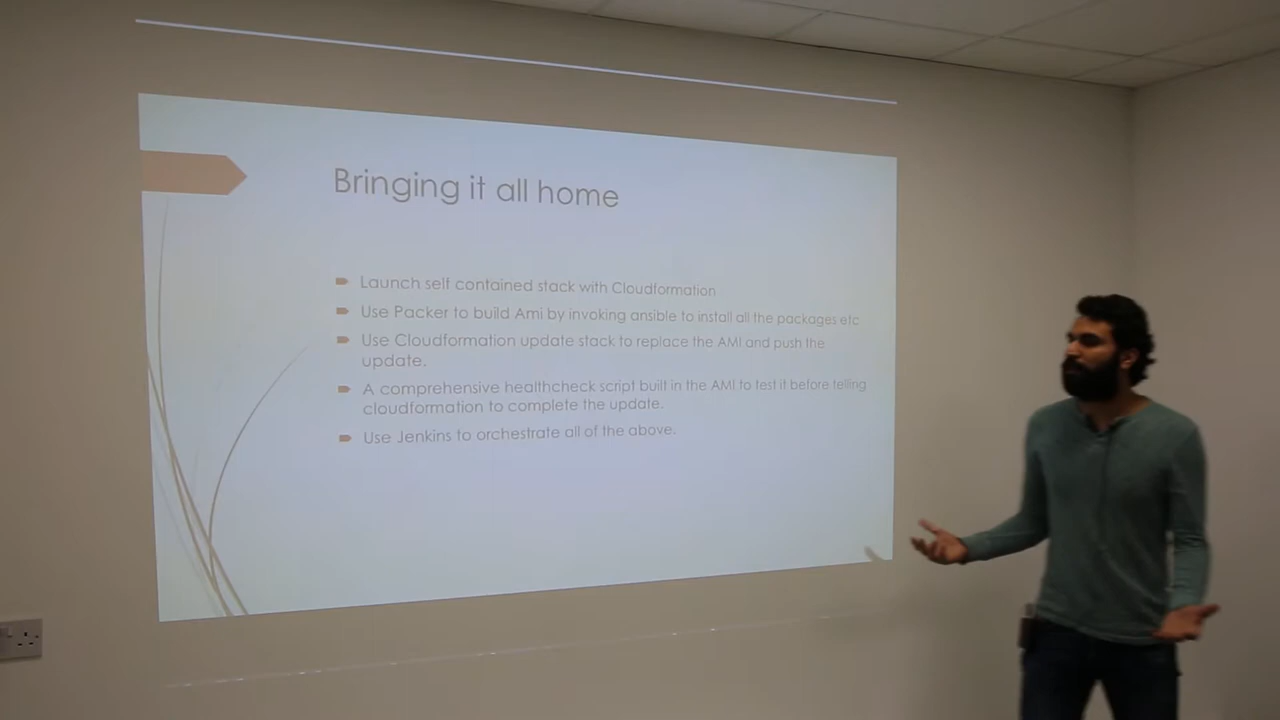 Bringing it all home
Launch self contained stack with Cloudformation
Use Packer to build Ami by invoking ansible to install all the packages etc
Use Cloudformation update stack to replace the AMI and push the
update.
A comprehensive healthcheck script built in the AMI to test it before telling
cloudformation to complete the update.
Use Jenkins to orchestrate all of the above.